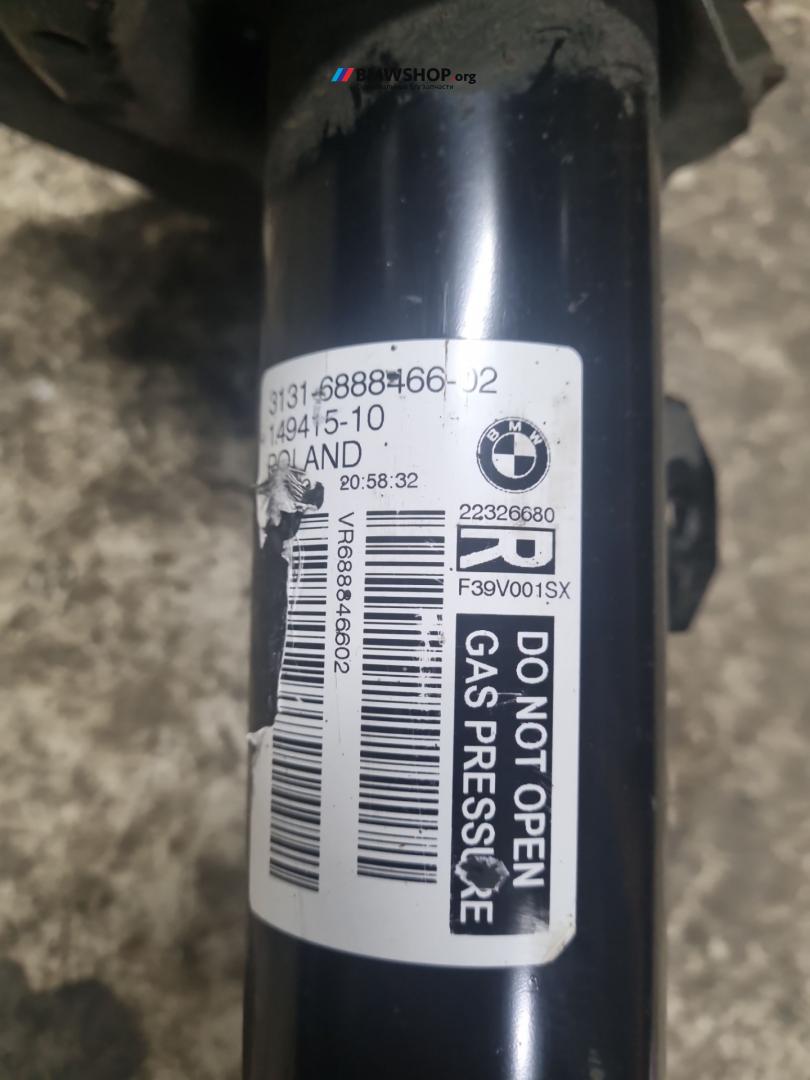 BMWSHOP.org
3131-6888466-02
149415-10
POLAND
20:58:32
BMW
22326680
R
F39V001SX
VR688846602
DO NOT OPEN
GAS PRESSURE